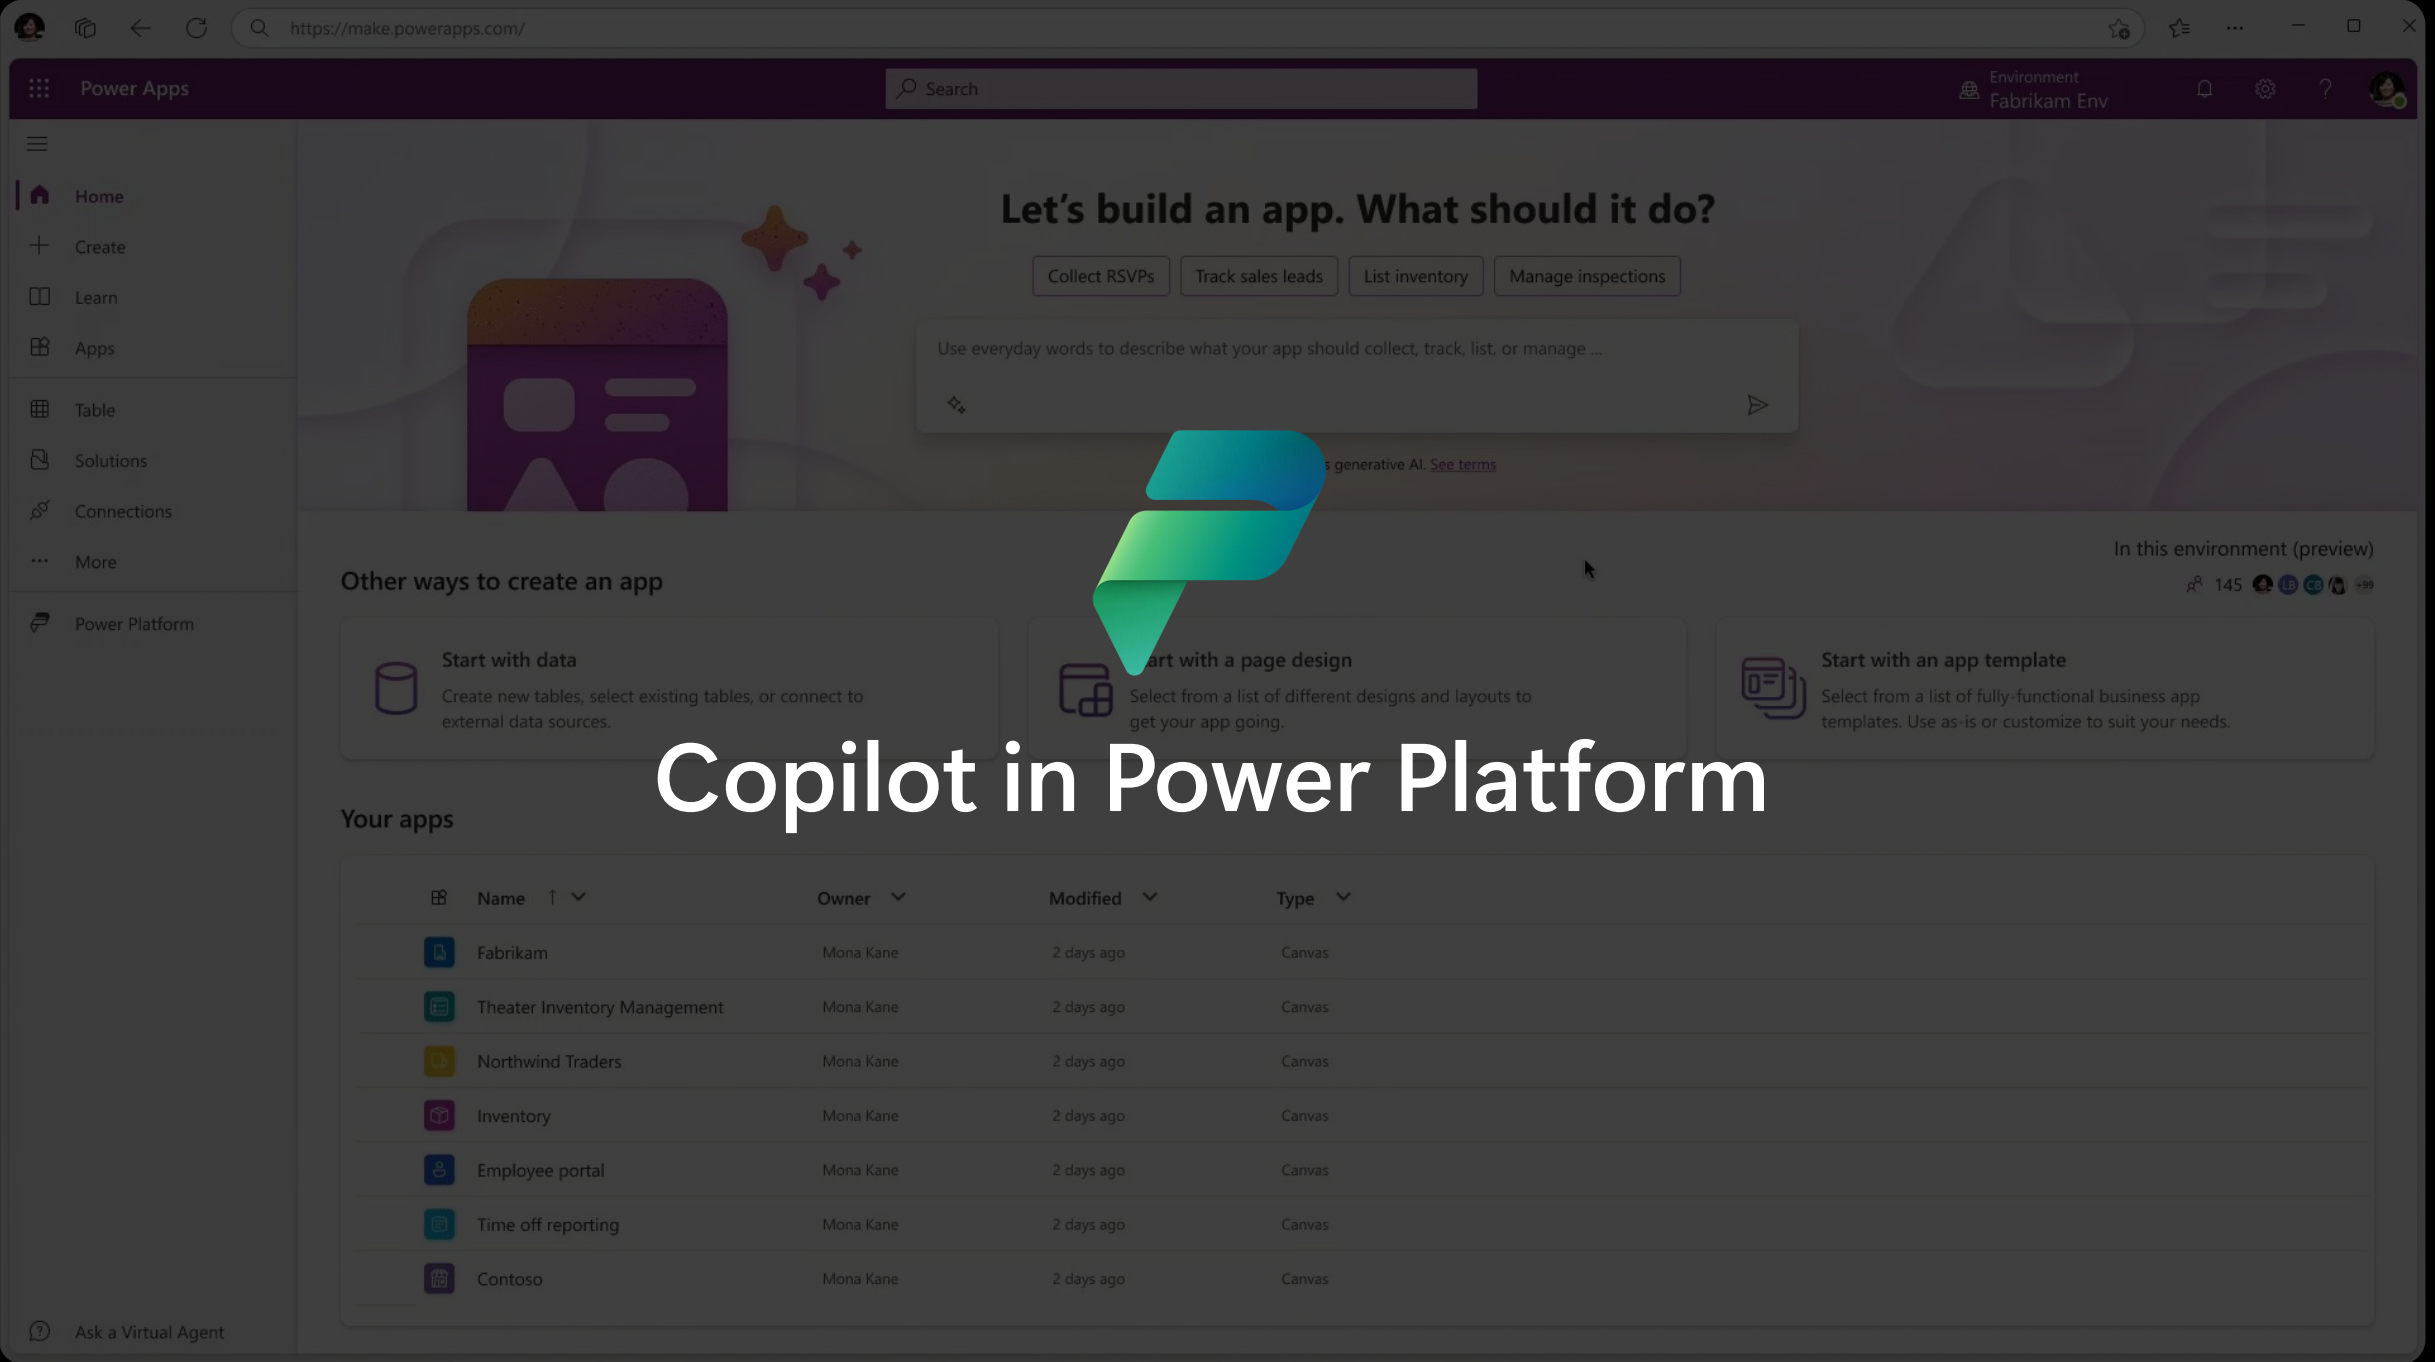 https://make.powerapps.com/
Power Apps
Search
Environment
Fabrikam Env
Home
Create
Learn
Apps
Table
Solutions
Connections
More
Power Platform
Ask a Virtual Agent
Let's build an app. What should it do?
Collect RSVPs
Track sales leads
List inventory
Manage inspections
Use everyday words to describe what your app should collect, track, list, or manage ...
generative AI. See terms
In this environment (preview)
145 LB CB +99
Other ways to create an app
Start with data
Create new tables, select existing tables, or connect to
external data sources.
art with a page design
Select from a list of different designs and layouts to
get your app going.
Start with an app template
Select from a list of fully-functional business app
templates. Use as-is or customize to suit your needs.
Copilot in Power Platform
Your apps
Name Owner Modified Type
Fabrikam Mona Kane 2 days ago Canvas
Theater Inventory Management Mona Kane 2 days ago Canvas
Northwind Traders Mona Kane 2 days ago Canvas
Inventory Mona Kane 2 days ago Canvas
Employee portal Mona Kane 2 days ago Canvas
Time off reporting Mona Kane 2 days ago Canvas
Contoso Mona Kane 2 days ago Canvas